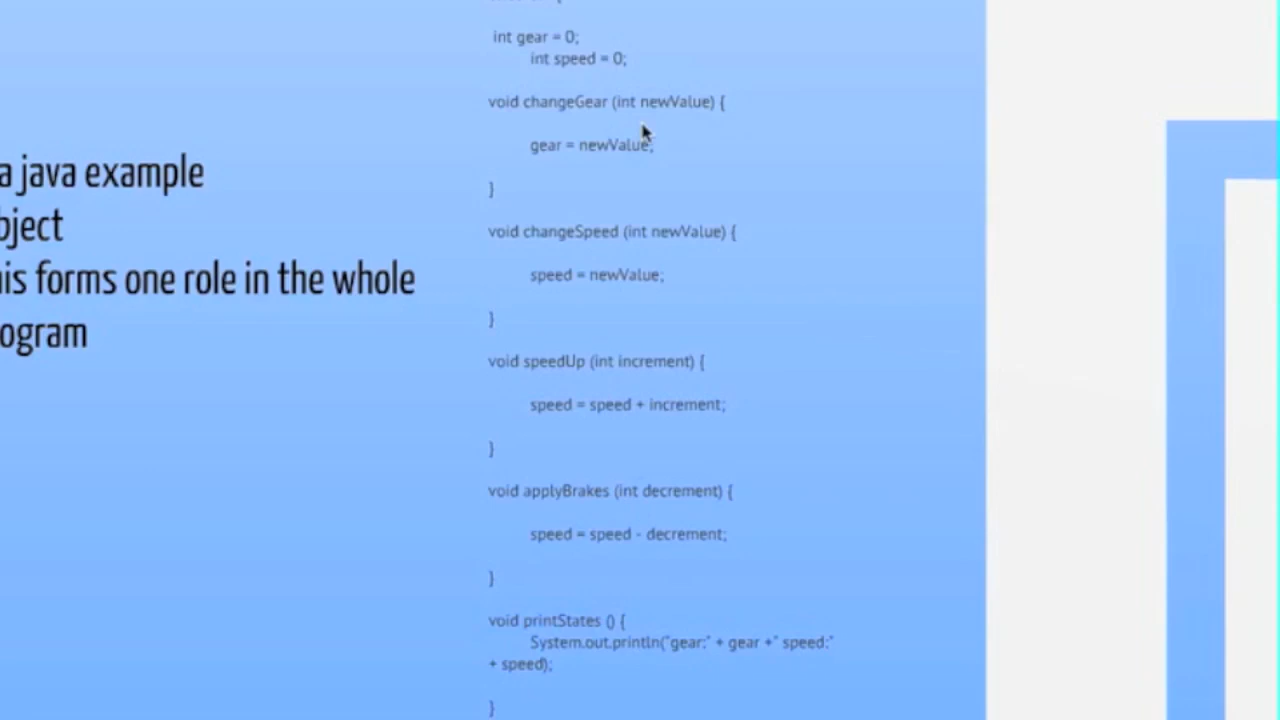 a java example
bject
is forms one role in the whole
ogram
int gear = 0;
int speed = 0;
void changeGear (int newValue) {
gear = newValue;
}
void changeSpeed (int newValue) {
speed = newValue;
}
void speedUp (int increment) {
speed = speed + increment;
}
void applyBrakes (int decrement) {
speed = speed - decrement;
}
void printStates () {
System.out.println("gear:" + gear +" speed:"
+ speed);
}